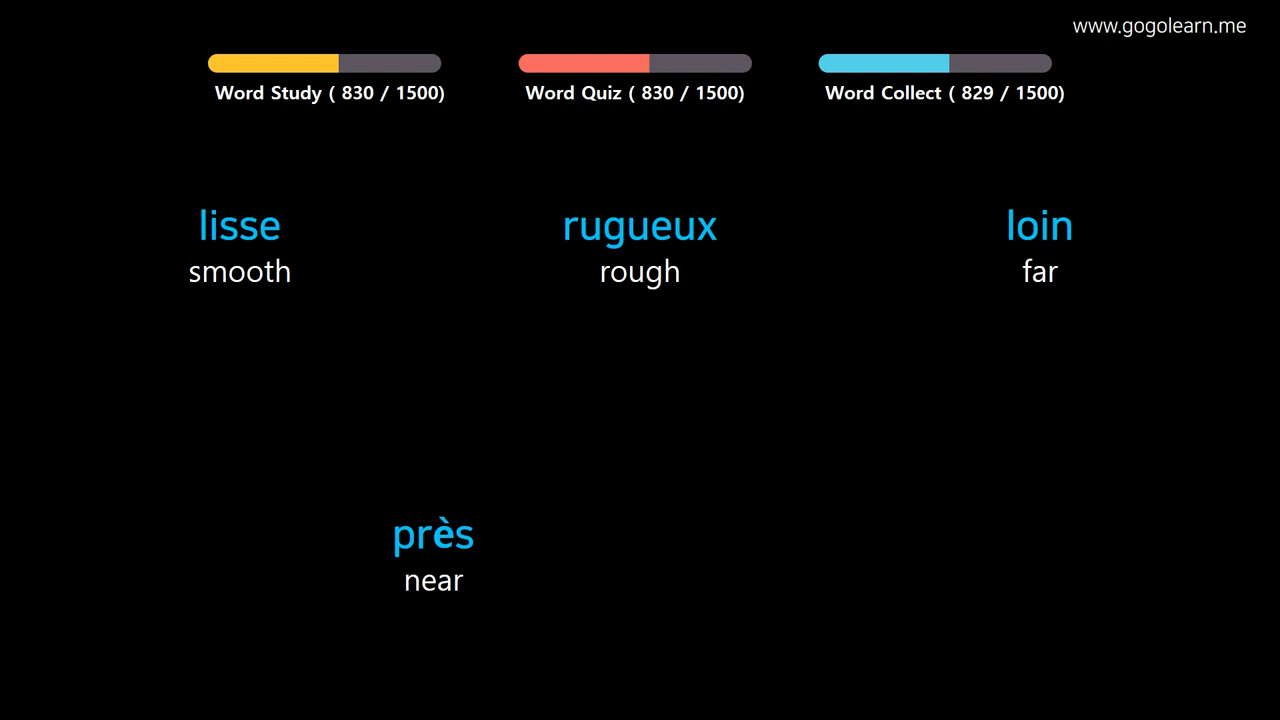 www.gogolearn.me
Word Study ( 830 / 1500)
Word Quiz ( 830 / 1500)
Word Collect ( 829 / 1500)
lisse
smooth
rugueux
rough
loin
far
près
near